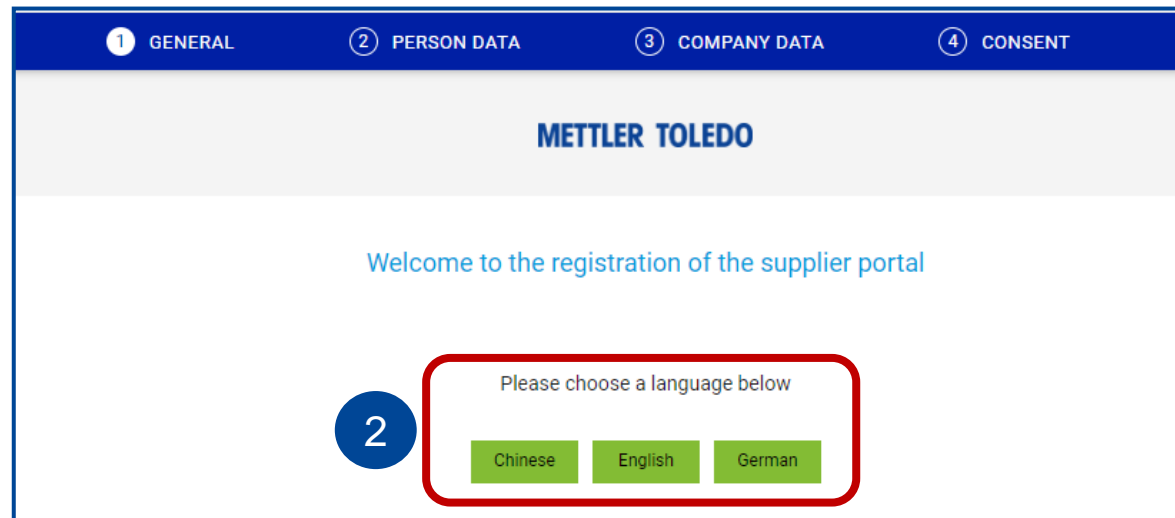 1 GENERAL 2 PERSON DATA 3 COMPANY DATA 4 CONSENT
METTLER TOLEDO
Welcome to the registration of the supplier portal
Please choose a language below
2
Chinese English German